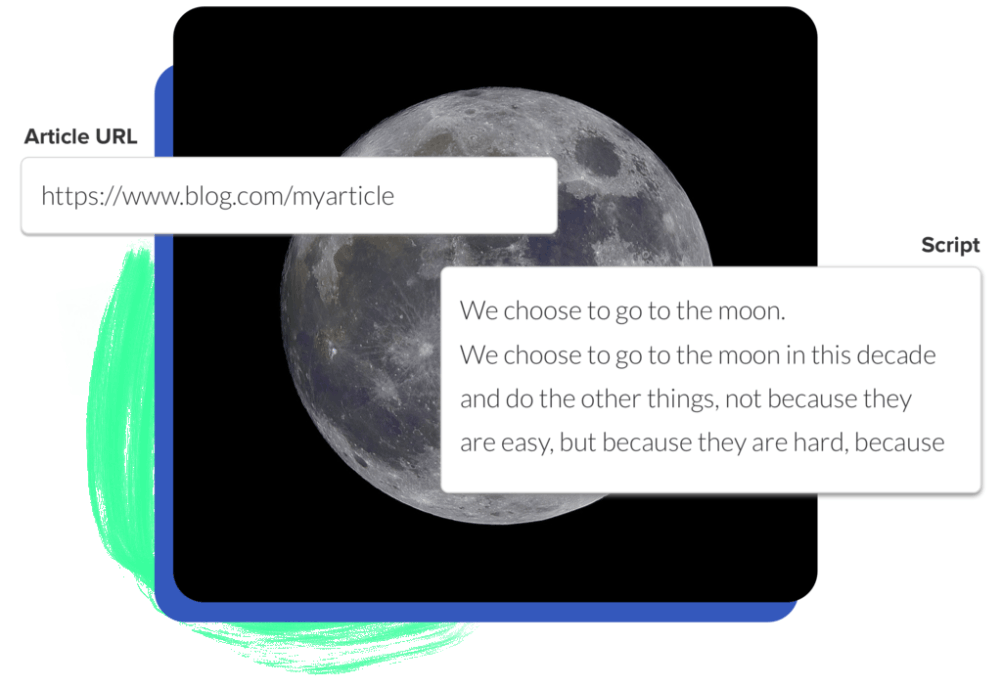 Article URL
https://www.blog.com/myarticle
Script
We choose to go to the moon.
We choose to go to the moon in this decade
and do the other things, not because they
are easy, but because they are hard, because